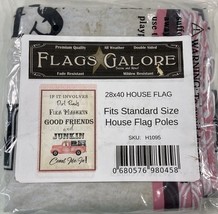 Premium Quality All Weather Double Sided
FLAGS GALORE
Fade Resistant Mildew Resistant
28x40 HOUSE FLAG
Fits Standard Size
House Flag Poles
SKU: H1095
IF IT INVOLVES
Old Roads
FLEA MARKETS
GOOD FRIENDS
AND
JUNKIN
Count Me In!
0 680576 980458
WARNING